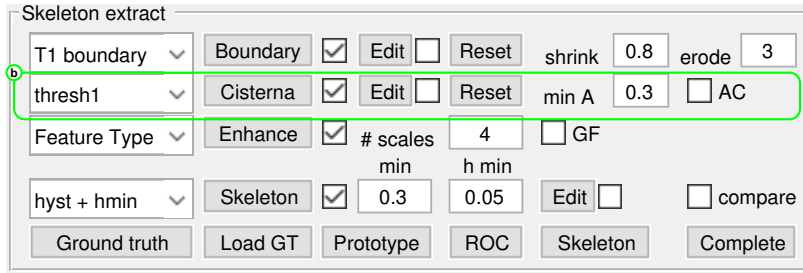 Skeleton extract
T1 boundary Boundary Edit Reset shrink 0.8 erode 3
b
thresh1 Cisterna Edit Reset min A 0.3 AC
Feature Type Enhance # scales 4 GF
min h min
hyst + hmin Skeleton 0.3 0.05 Edit compare
Ground truth Load GT Prototype ROC Skeleton Complete